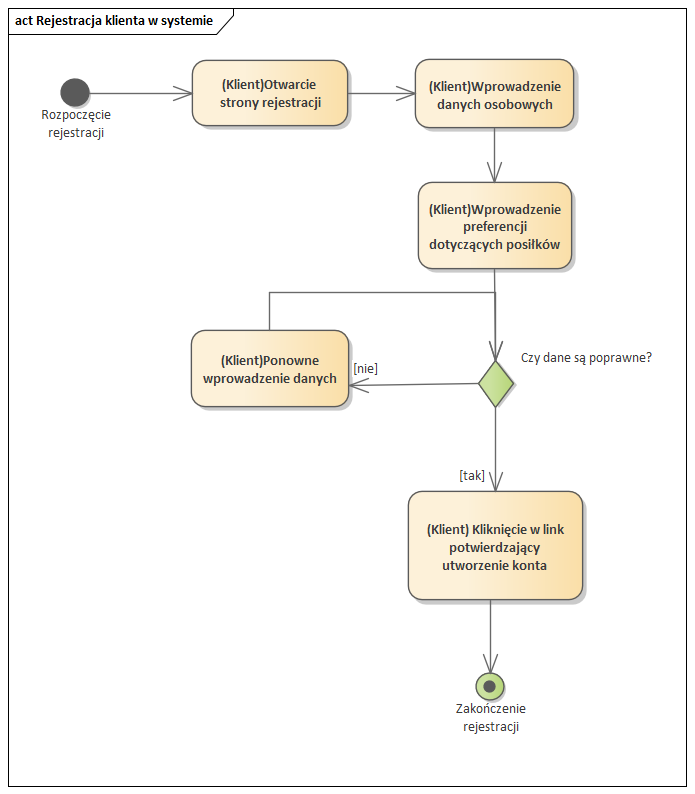 act Rejestracja klienta w systemie
Rozpoczęcie
rejestracji
(Klient)Otwarcie
strony rejestracji
(Klient)Wprowadzenie
danych osobowych
(Klient)Wprowadzenie
preferencji
dotyczących posiłków
(Klient)Ponowne
wprowadzenie danych
[nie]
Czy dane są poprawne?
[tak]
(Klient) Kliknięcie w link
potwierdzający
utworzenie konta
Zakończenie
rejestracji